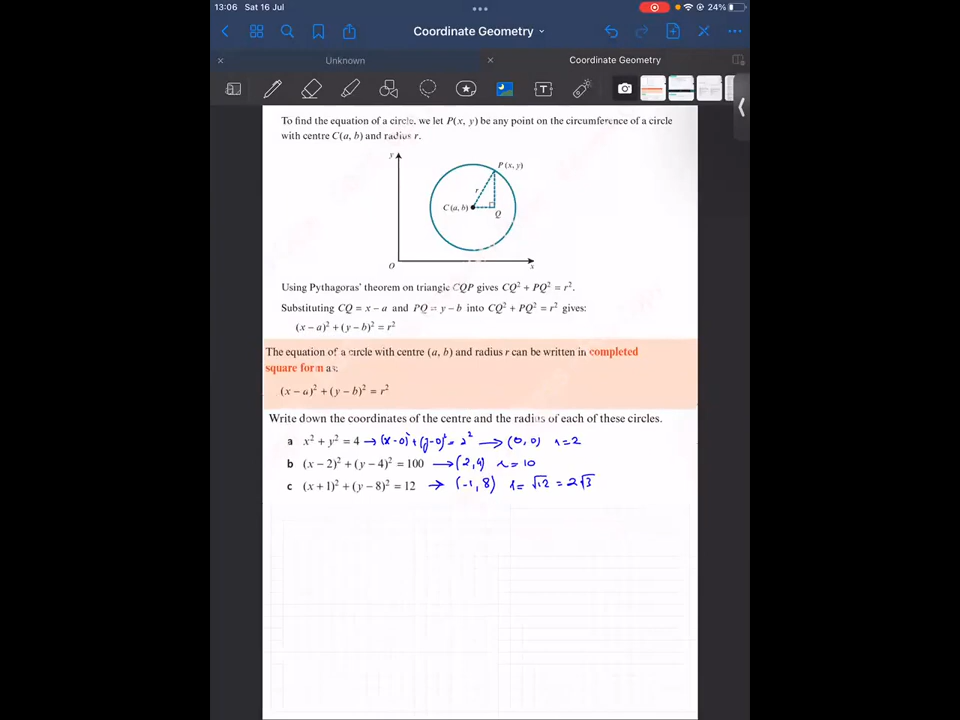 13:06 Sat 16 Jul
24%
Coordinate Geometry
Unknown
Coordinate Geometry
To find the equation of a circle, we let P(x, y) be any point on the circumference of a circle
with centre C(a, b) and radius r.
y
P (x, y)
r
C (a, b)
Q
O
x
Using Pythagoras' theorem on triangle CQP gives CQ² + PQ² = r².
Substituting CQ = x − a and PQ = y − b into CQ² + PQ² = r² gives:
(x − a)² + (y − b)² = r²
The equation of a circle with centre (a, b) and radius r can be written in completed
square form as:
(x − a)² + (y − b)² = r²
Write down the coordinates of the centre and the radius of each of these circles.
a x² + y² = 4 → (x-0)² + (y-0)² = 2² → (0,0) r=2
b (x − 2)² + (y − 4)² = 100 → (2,4) r = 10
c (x + 1)² + (y − 8)² = 12 → (-1,8) r = √12 = 2√3